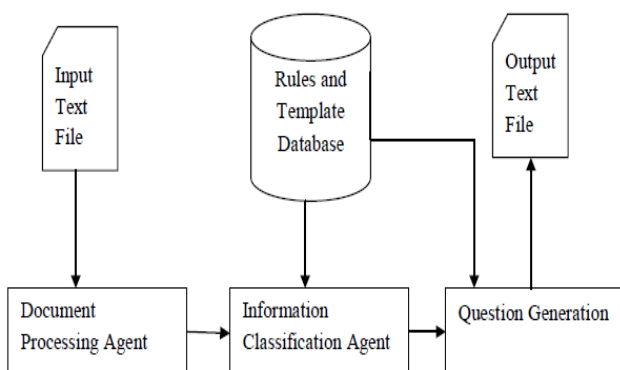 Input
Text
File
Rules and
Template
Database
Output
Text
File
Document
Processing Agent
Information
Classification Agent
Question Generation